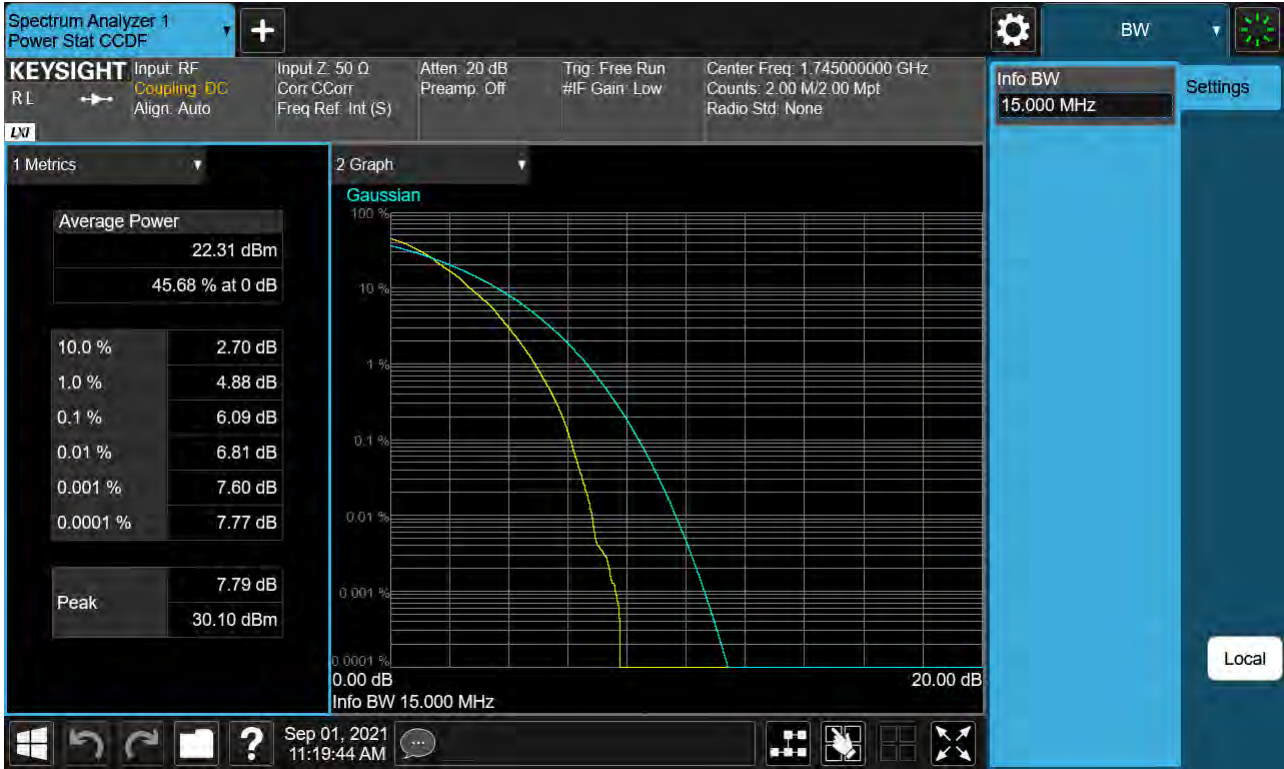 Spectrum Analyzer 1
Power Stat CCDF
+
BW
KEYSIGHT
R L
LXI
Input: RF
Coupling: DC
Align: Auto
Input Z: 50 Ω
Corr CCorr
Freq Ref: Int (S)
Atten: 20 dB
Preamp: Off
Trig: Free Run
#IF Gain: Low
Center Freq: 1.745000000 GHz
Counts: 2.00 M/2.00 Mpt
Radio Std: None
Info BW
15.000 MHz
Settings
1 Metrics
Average Power
22.31 dBm
45.68 % at 0 dB
10.0 % 2.70 dB
1.0 % 4.88 dB
0.1 % 6.09 dB
0.01 % 6.81 dB
0.001 % 7.60 dB
0.0001 % 7.77 dB
Peak
7.79 dB
30.10 dBm
2 Graph
Gaussian
100 %
10 %
1 %
0.1 %
0.01 %
0.001 %
0.0001 %
0.00 dB 20.00 dB
Info BW 15.000 MHz
Local
?
Sep 01, 2021
11:19:44 AM